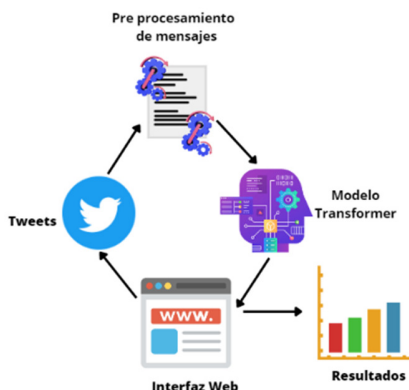 Pre procesamiento
de mensajes
Modelo
Transformer
Tweets
WWW.
Interfaz Web
Resultados